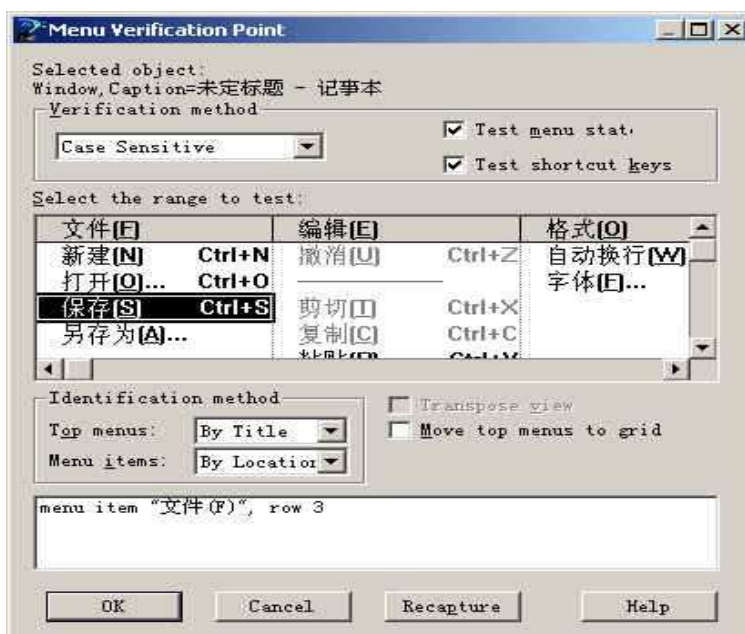 Menu Verification Point
Selected object:
Window,Caption=未定标题 - 记事本
Verification method
Case Sensitive
Test menu stat
Test shortcut keys
Select the range to test:
文件(F) 编辑(E) 格式(O)
新建(N) Ctrl+N 撤消(U) Ctrl+Z 自动换行(W)
打开(O)... Ctrl+O 字体(F)...
保存(S) Ctrl+S 剪切(T) Ctrl+X
另存为(A)... 复制(C) Ctrl+C
Identification method
Transpose view
Top menus: By Title Move top menus to grid
Menu items: By Location
menu item "文件(F)", row 3
OK Cancel Recapture Help